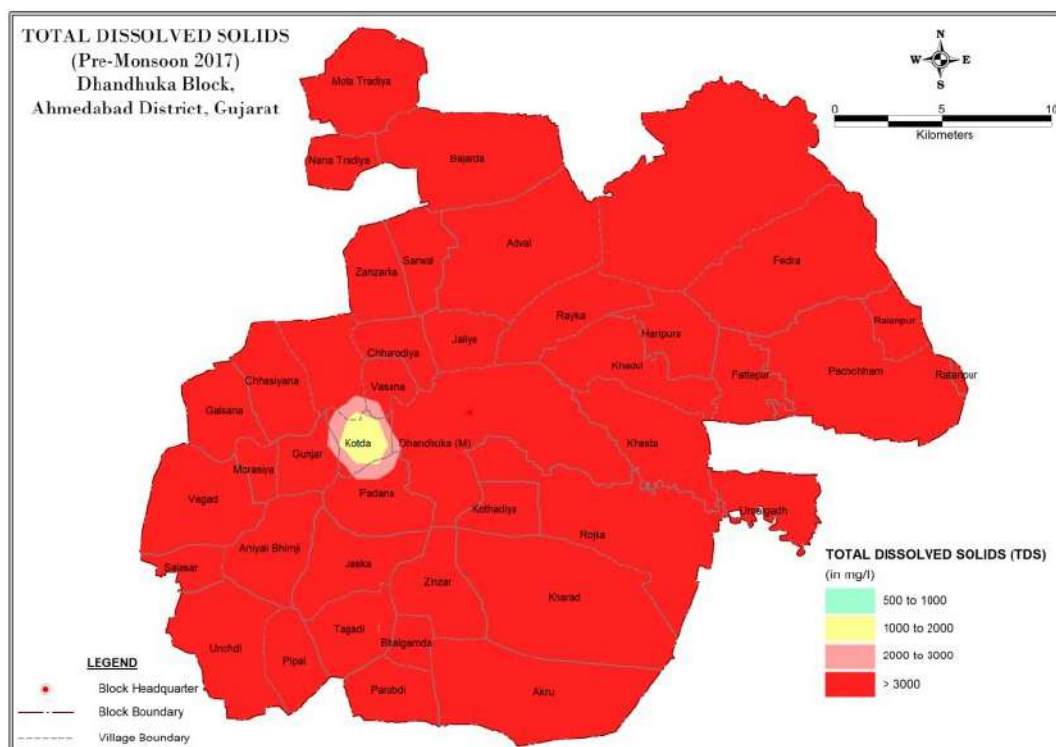 TOTAL DISSOLVED SOLIDS
(Pre-Monsoon 2017)
Dhandhuka Block,
Ahmedabad District, Gujarat
N
W E
S
0 5 10
Kilometers
Mota Tradiya
Nana Tradiya
Bajarda
Adval
Sarwal
Zanzarka
Fedra
Rayka
Haripura
Raianpur
Chharodiya
Jaliya
Khadol
Fattepur
Pachchham
Ratanpur
Vasana
Chhasiyana
Galsana
Kotda
Dhandhuka (M)
Khasta
Gunjar
Morasiya
Vagad
Padana
Kothadiya
Rojka
Umalgadh
Aniyali Bhimji
Salasar
Jaska
Zinzar
Kharad
Tagadi
Bhalgamda
Unchdi
Pipal
Parabdi
Akru
TOTAL DISSOLVED SOLIDS (TDS)
(in mg/l)
500 to 1000
1000 to 2000
2000 to 3000
> 3000
LEGEND
Block Headquarter
Block Boundary
Village Boundary